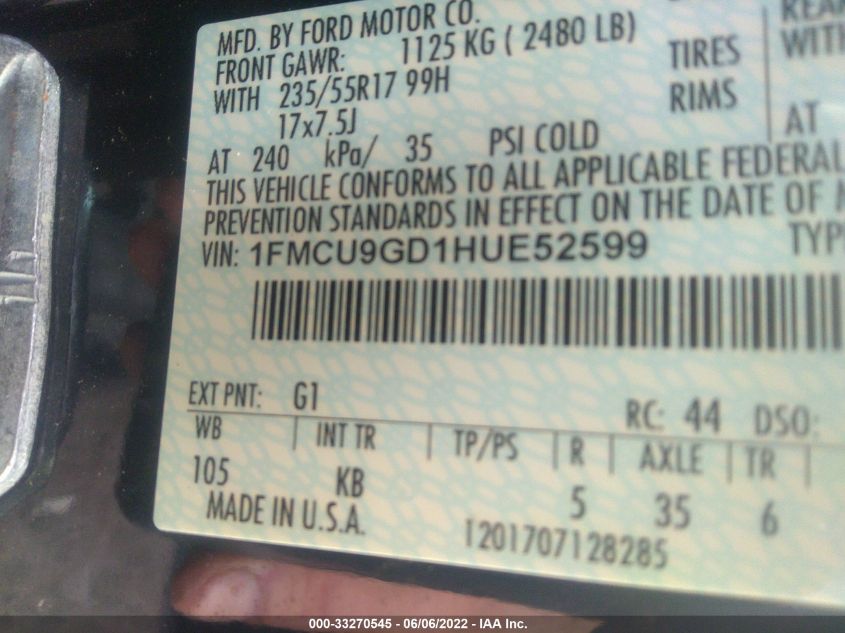 MFD. BY FORD MOTOR CO.
FRONT GAWR: 1125 KG ( 2480 LB)
WITH 235/55R17 99H TIRES WITH
17x7.5J RIMS
AT 240 kPa/ 35 PSI COLD AT
THIS VEHICLE CONFORMS TO ALL APPLICABLE FEDERAL
PREVENTION STANDARDS IN EFFECT ON THE DATE OF
VIN: 1FMCU9GD1HUE52599
EXT PNT: G1 RC: 44 DSO:
WB INT TR TP/PS R AXLE TR
105 KB 5 35 6
MADE IN U.S.A. 1201707128285
000-33270545 - 06/06/2022 - IAA Inc.